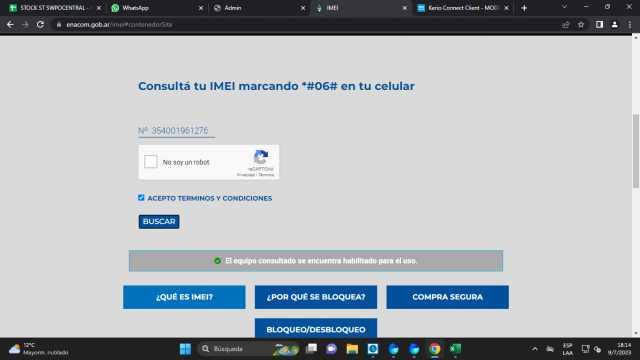 STOCK ST SWPOCENTRAL -
WhatsApp
Admin
IMEI
Kerio Connect Client - MOD
enacom.gob.ar/imei#contenedorSite
Consultá tu IMEI marcando *#06# en tu celular
Nº 354001961276
No soy un robot
reCAPTCHA
Privacidad - Términos
ACEPTO TERMINOS Y CONDICIONES
BUSCAR
El equipo consultado se encuentra habilitado para el uso.
¿QUÉ ES IMEI?
¿POR QUÉ SE BLOQUEA?
COMPRA SEGURA
BLOQUEO/DESBLOQUEO
12°C
Mayorm. nublado
Búsqueda
ESP
LAA
18:14
9/7/2023